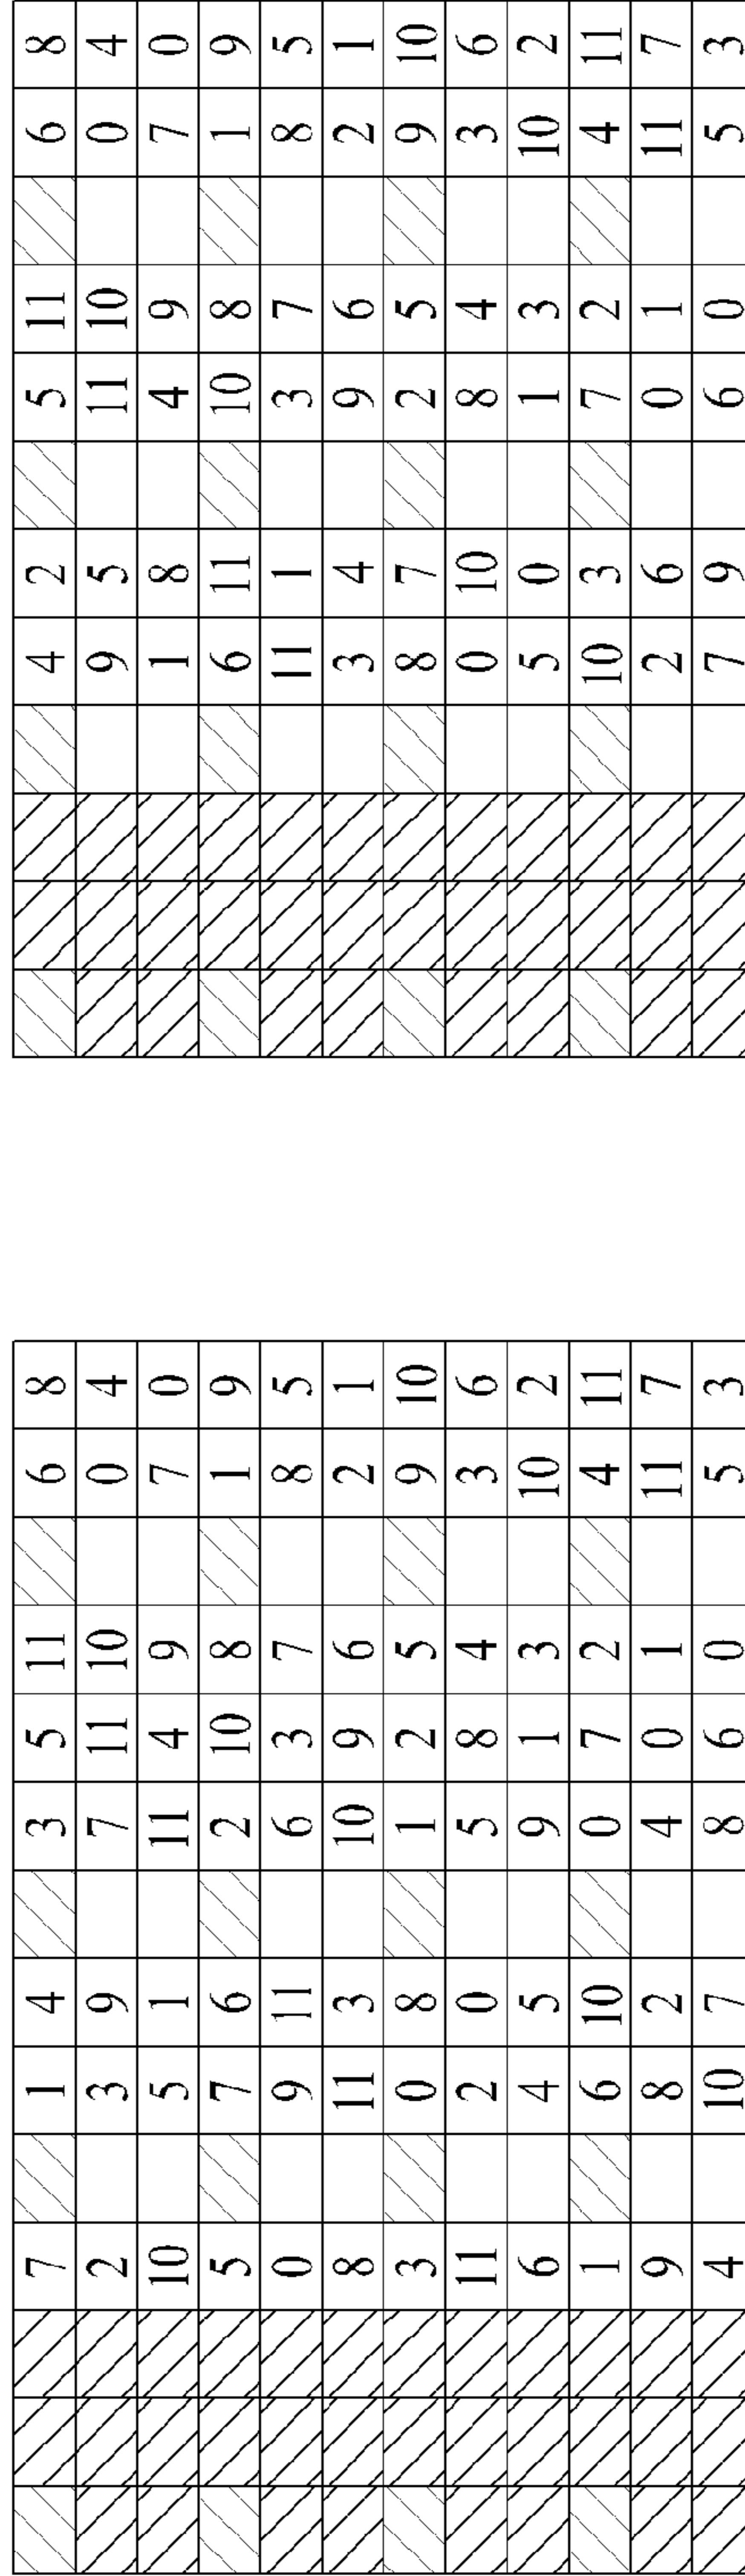 7 1 4 3 5 11 6 8
2 3 9 7 11 10 0 4
10 5 1 11 4 9 7 0
5 7 6 2 10 8 1 9
0 9 11 6 3 7 8 5
8 11 3 10 9 6 2 1
3 0 8 1 2 5 9 10
11 2 0 5 8 4 3 6
6 4 5 9 1 3 10 2
1 6 10 0 7 2 4 11
9 8 2 4 0 1 11 7
4 10 7 8 6 0 5 3
4 2 5 11 6 8
9 5 11 10 0 4
1 8 4 9 7 0
6 11 10 8 1 9
11 1 3 7 8 5
3 4 9 6 2 1
8 7 2 5 9 10
0 10 8 4 3 6
5 0 1 3 10 2
10 3 7 2 4 11
2 6 0 1 11 7
7 9 6 0 5 3